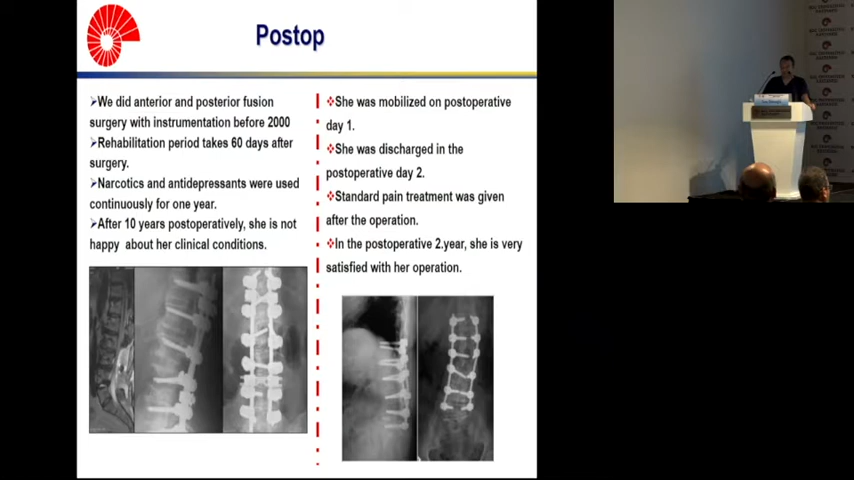 Postop
➢We did anterior and posterior fusion
surgery with instrumentation before 2000
➢Rehabilitation period takes 60 days after
surgery.
➢Narcotics and antidepressants were used
continuously for one year.
➢After 10 years postoperatively, she is not
happy about her clinical conditions.
❖She was mobilized on postoperative
day 1.
❖She was discharged in the
postoperative day 2.
❖Standard pain treatment was given
after the operation.
❖In the postoperative 2.year, she is very
satisfied with her operation.